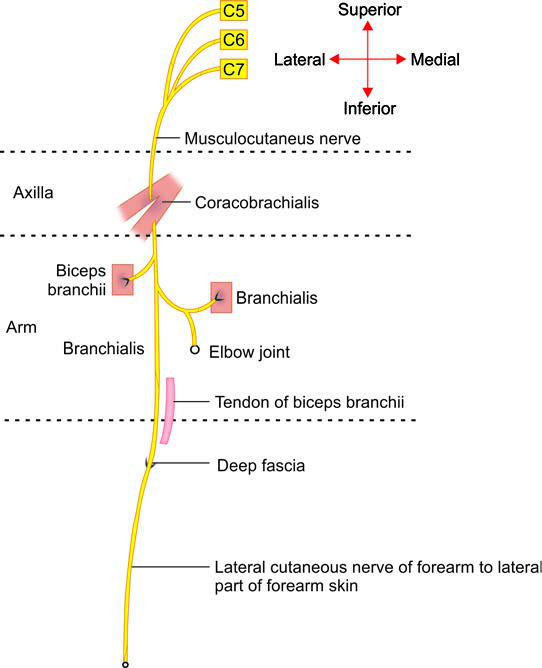 C5
C6
C7
Superior
Lateral
Medial
Inferior
Musculocutaneus nerve
Axilla
Coracobrachialis
Biceps
branchii
Branchialis
Arm
Branchialis
Elbow joint
Tendon of biceps branchii
Deep fascia
Lateral cutaneous nerve of forearm to lateral
part of forearm skin